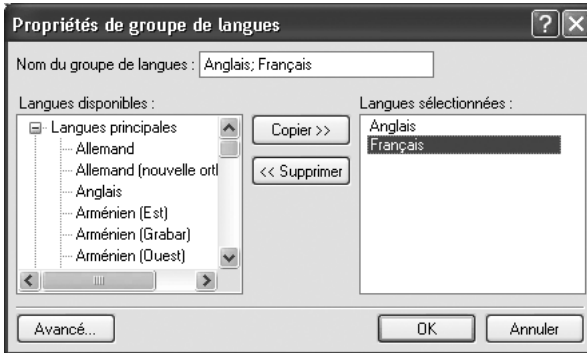 Propriétés de groupe de langues
Nom du groupe de langues : Anglais; Français
Langues disponibles :
Langues principales
Allemand
Allemand (nouvelle ort
Anglais
Arménien (Est)
Arménien (Grabar)
Arménien (Ouest)
Copier >>
<< Supprimer
Langues sélectionnées :
Anglais
Français
Avancé...
OK
Annuler